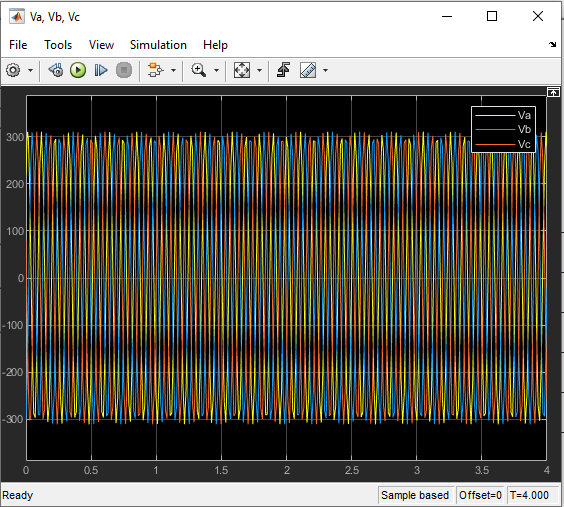 Va, Vb, Vc
File Tools View Simulation Help
Va
Vb
Vc
300
200
100
0
-100
-200
-300
0 0.5 1 1.5 2 2.5 3 3.5 4
Ready Sample based Offset=0 T=4.000